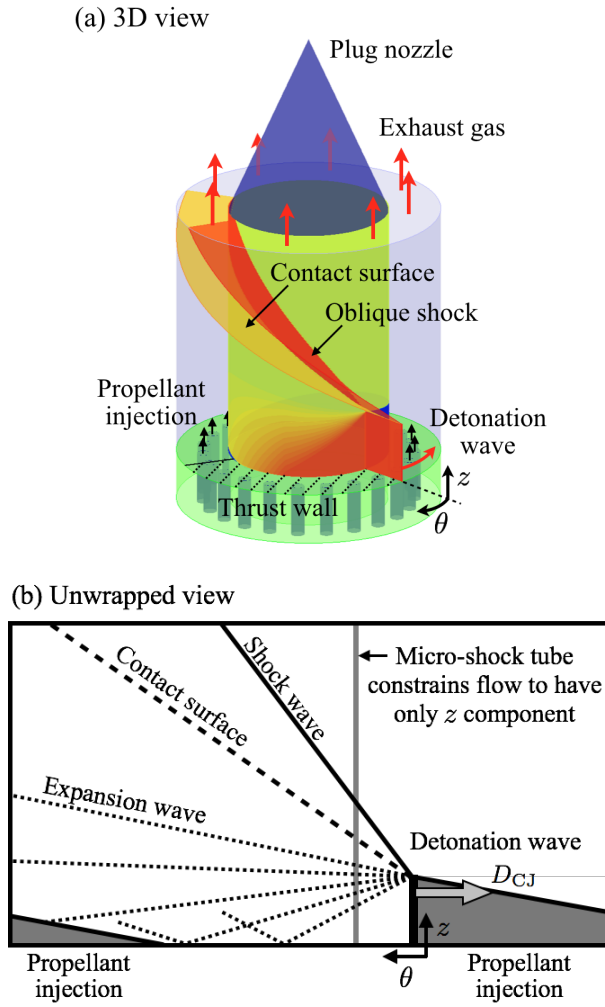 (a) 3D view
Plug nozzle
Exhaust gas
Contact surface
Oblique shock
Propellant
injection
Detonation
wave
z
Thrust wall
θ
(b) Unwrapped view
Contact surface
Shock wave
Micro-shock tube
constrains flow to have
only z component
Expansion wave
Detonation wave
D_CJ
z
θ
Propellant
injection
Propellant
injection